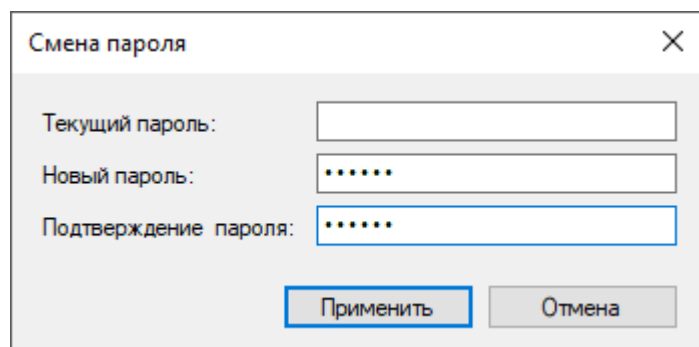 Смена пароля
Текущий пароль:
Новый пароль: ••••••
Подтверждение пароля: ••••••
Применить Отмена